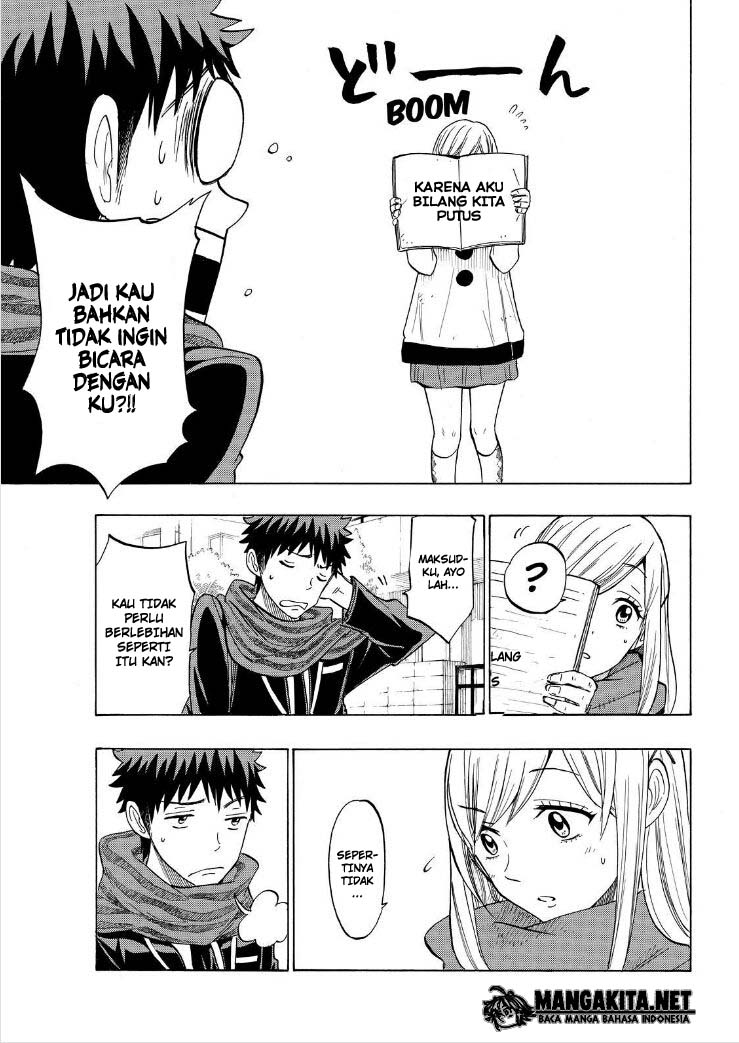 どーん
BOOM
KARENA AKU
BILANG KITA
PUTUS
JADI KAU
BAHKAN
TIDAK INGIN
BICARA
DENGAN
KU?!!
?
LANG
S
MAKSUD-
KU, AYO
LAH...
KAU TIDAK
PERLU
BERLEBIHAN
SEPERTI
ITU KAN?
SEPER-
TINYA
TIDAK
...
MANGAKITA.NET
BACA MANGA BAHASA INDONESIA